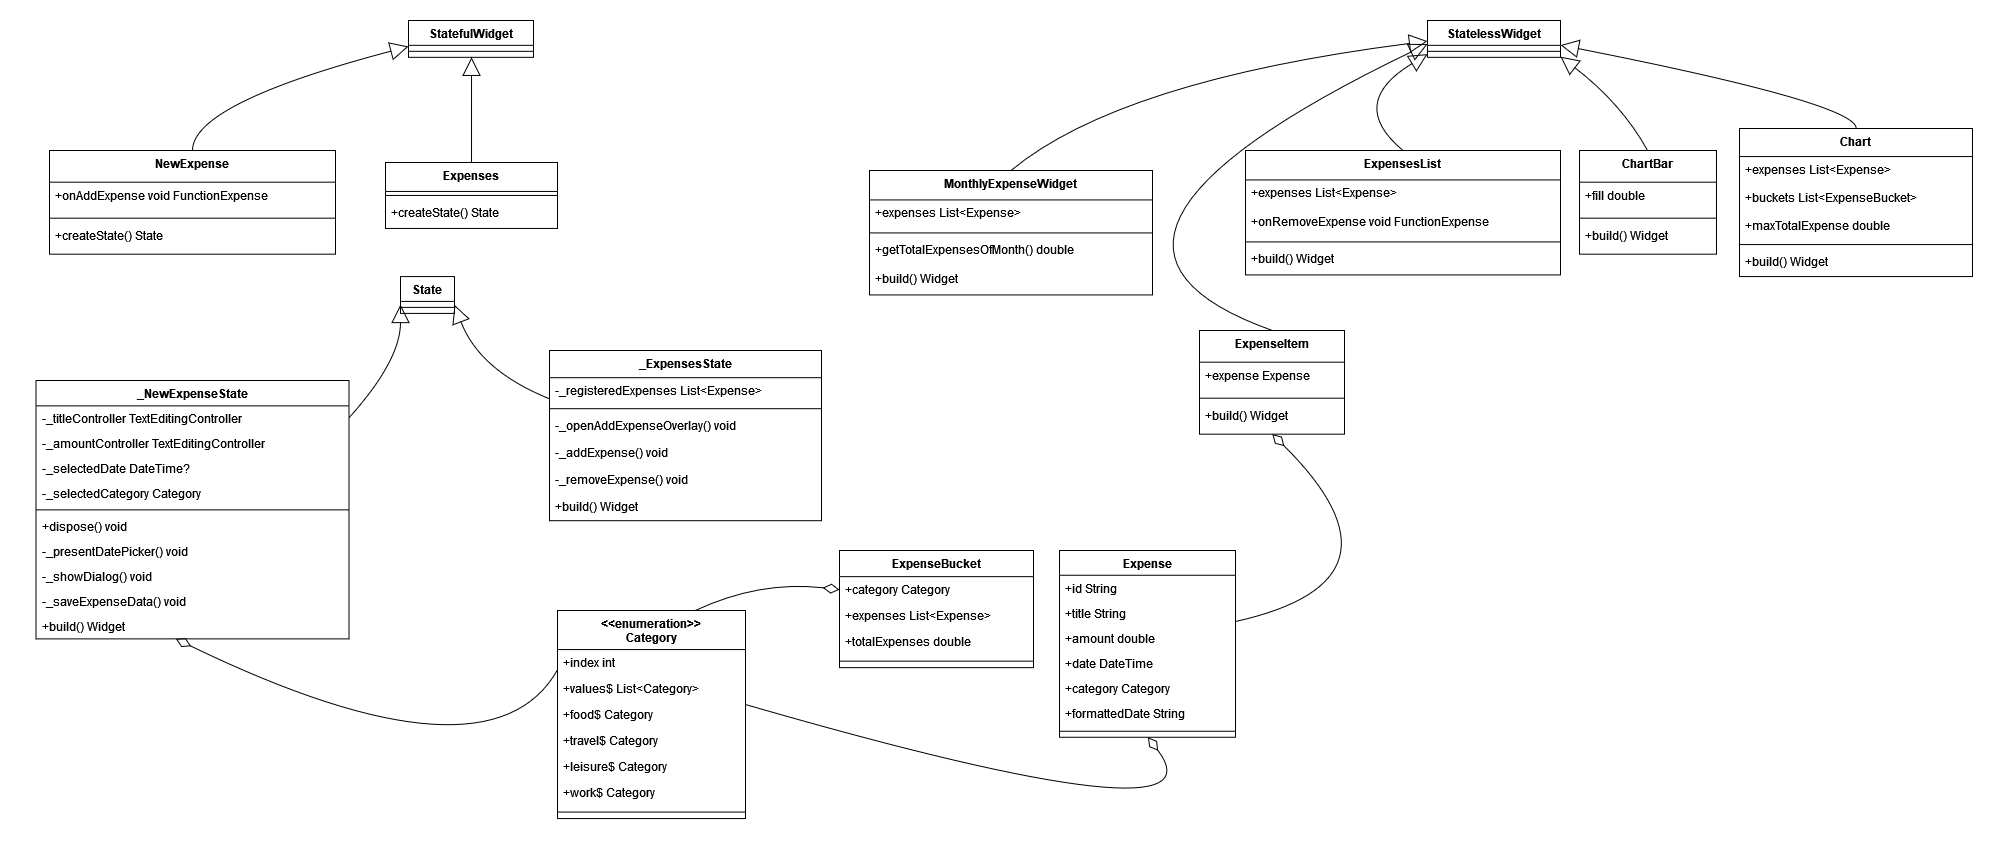 StatefulWidget
StatelessWidget
NewExpense
+onAddExpense void FunctionExpense
+createState() State
Expenses
+createState() State
MonthlyExpenseWidget
+expenses List<Expense>
+getTotalExpensesOfMonth() double
+build() Widget
ExpensesList
+expenses List<Expense>
+onRemoveExpense void FunctionExpense
+build() Widget
ChartBar
+fill double
+build() Widget
Chart
+expenses List<Expense>
+buckets List<ExpenseBucket>
+maxTotalExpense double
+build() Widget
State
_NewExpenseState
-_titleController TextEditingController
-_amountController TextEditingController
-_selectedDate DateTime?
-_selectedCategory Category
+dispose() void
-_presentDatePicker() void
-_showDialog() void
-_saveExpenseData() void
+build() Widget
_ExpensesState
-_registeredExpenses List<Expense>
-_openAddExpenseOverlay() void
-_addExpense() void
-_removeExpense() void
+build() Widget
ExpenseItem
+expense Expense
+build() Widget
<<enumeration>>
Category
+index int
+values$ List<Category>
+food$ Category
+travel$ Category
+leisure$ Category
+work$ Category
ExpenseBucket
+category Category
+expenses List<Expense>
+totalExpenses double
Expense
+id String
+title String
+amount double
+date DateTime
+category Category
+formattedDate String